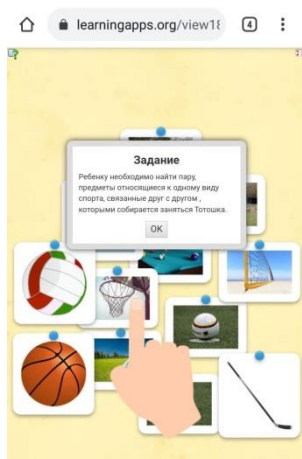 learningapps.org/view18
4
Задание
Ребенку необходимо найти пару,
предметы относящиеся к одному виду
спорта, связанные друг с другом ,
которыми собирается заняться Тотошка.
OK